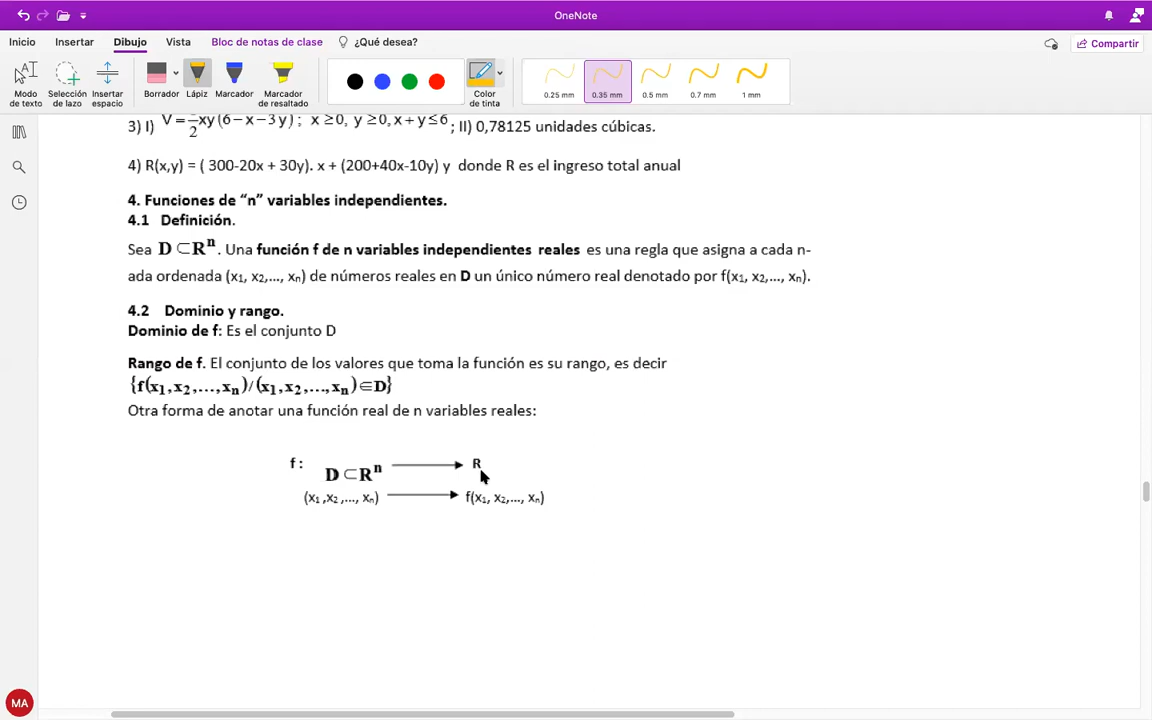 OneNote
Inicio Insertar Dibujo Vista Bloc de notas de clase ¿Qué desea? Compartir
Modo de texto Selección de lazo Insertar espacio Borrador Lápiz Marcador Marcador de resaltado Color de tinta 0.25 mm 0.35 mm 0.5 mm 0.7 mm 1 mm
3) I) V = 1/2 xy (6 − x − 3y) ; x ≥ 0, y ≥ 0, x + y ≤ 6 ; II) 0,78125 unidades cúbicas.
4) R(x,y) = ( 300-20x + 30y). x + (200+40x-10y) y donde R es el ingreso total anual
4. Funciones de “n” variables independientes.
4.1 Definición.
Sea D ⊂ Rⁿ. Una función f de n variables independientes reales es una regla que asigna a cada n-
ada ordenada (x₁, x₂,..., xₙ) de números reales en D un único número real denotado por f(x₁, x₂,..., xₙ).
4.2 Dominio y rango.
Dominio de f: Es el conjunto D
Rango de f. El conjunto de los valores que toma la función es su rango, es decir
{f(x₁,x₂,...,xₙ)/(x₁,x₂,...,xₙ)∈D}
Otra forma de anotar una función real de n variables reales:
f : D ⊂ Rⁿ ⟶ R
(x₁ ,x₂ ,..., xₙ) ⟶ f(x₁, x₂,..., xₙ)
MA